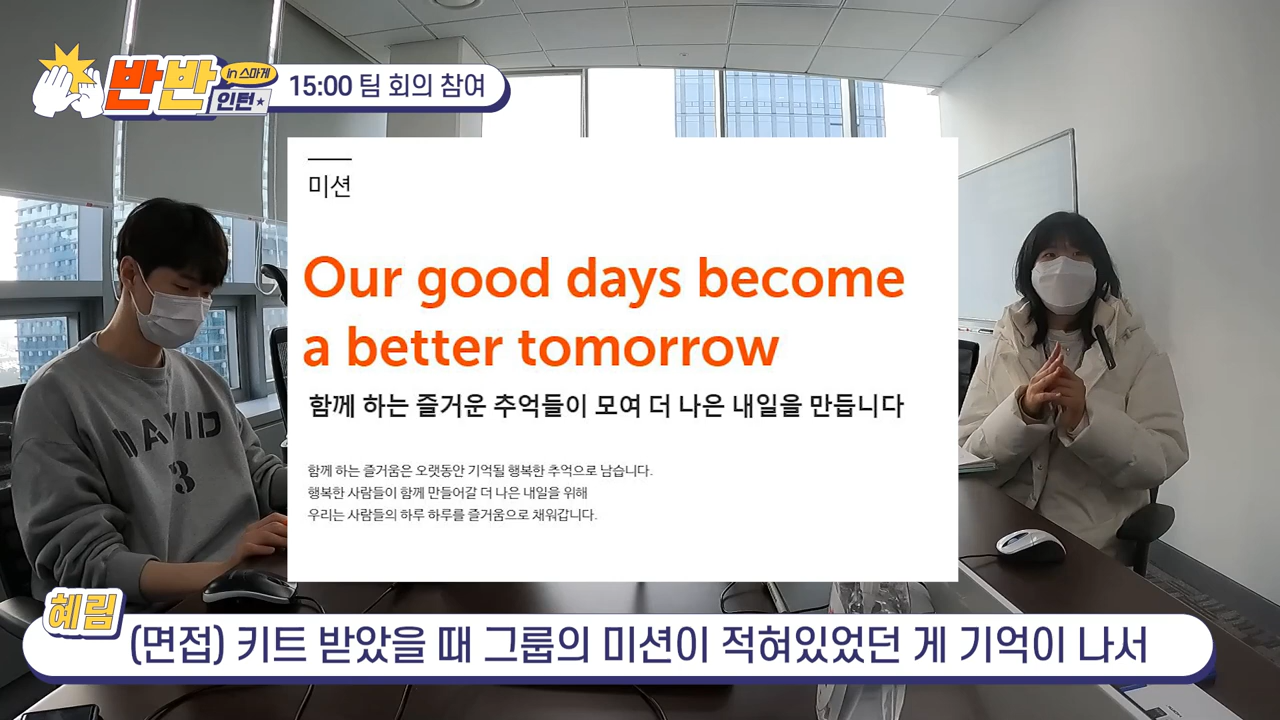 반반
in 스마게
인턴
15:00 팀 회의 참여
미션
Our good days become
a better tomorrow
함께 하는 즐거운 추억들이 모여 더 나은 내일을 만듭니다
함께 하는 즐거움은 오랫동안 기억될 행복한 추억으로 남습니다.
행복한 사람들이 함께 만들어갈 더 나은 내일을 위해
우리는 사람들의 하루 하루를 즐거움으로 채워갑니다.
DAVID
3
혜림
(면접) 키트 받았을 때 그룹의 미션이 적혀있었던 게 기억이 나서